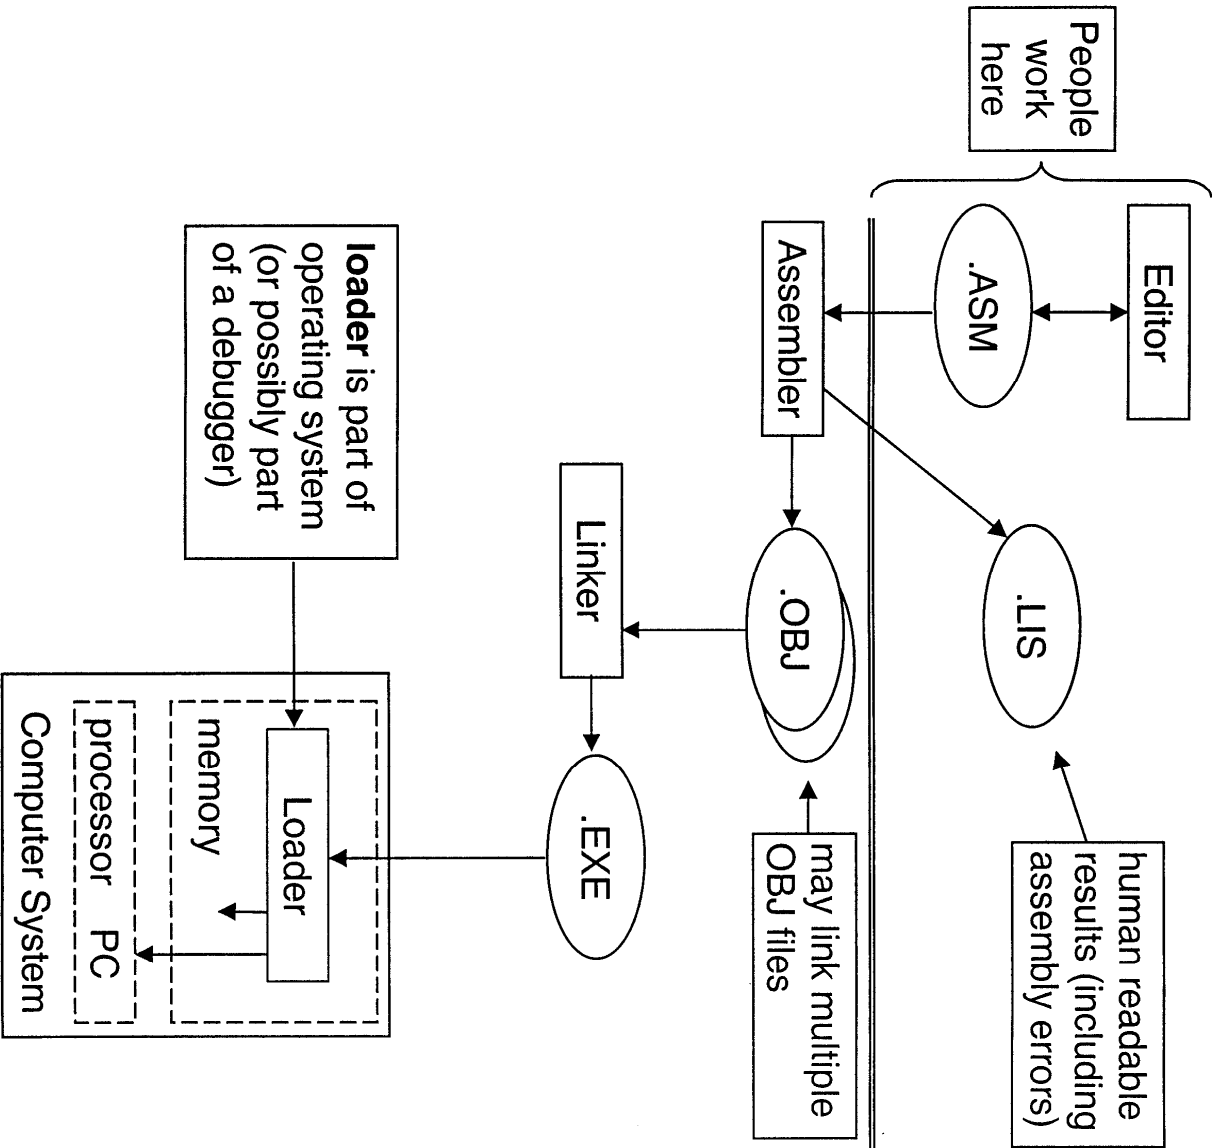 People
work
here
Editor
.ASM
.LIS
human readable
results (including
assembly errors)
Assembler
.OBJ
may link multiple
OBJ files
Linker
.EXE
loader is part of
operating system
(or possibly part
of a debugger)
Loader
memory
processor PC
Computer System